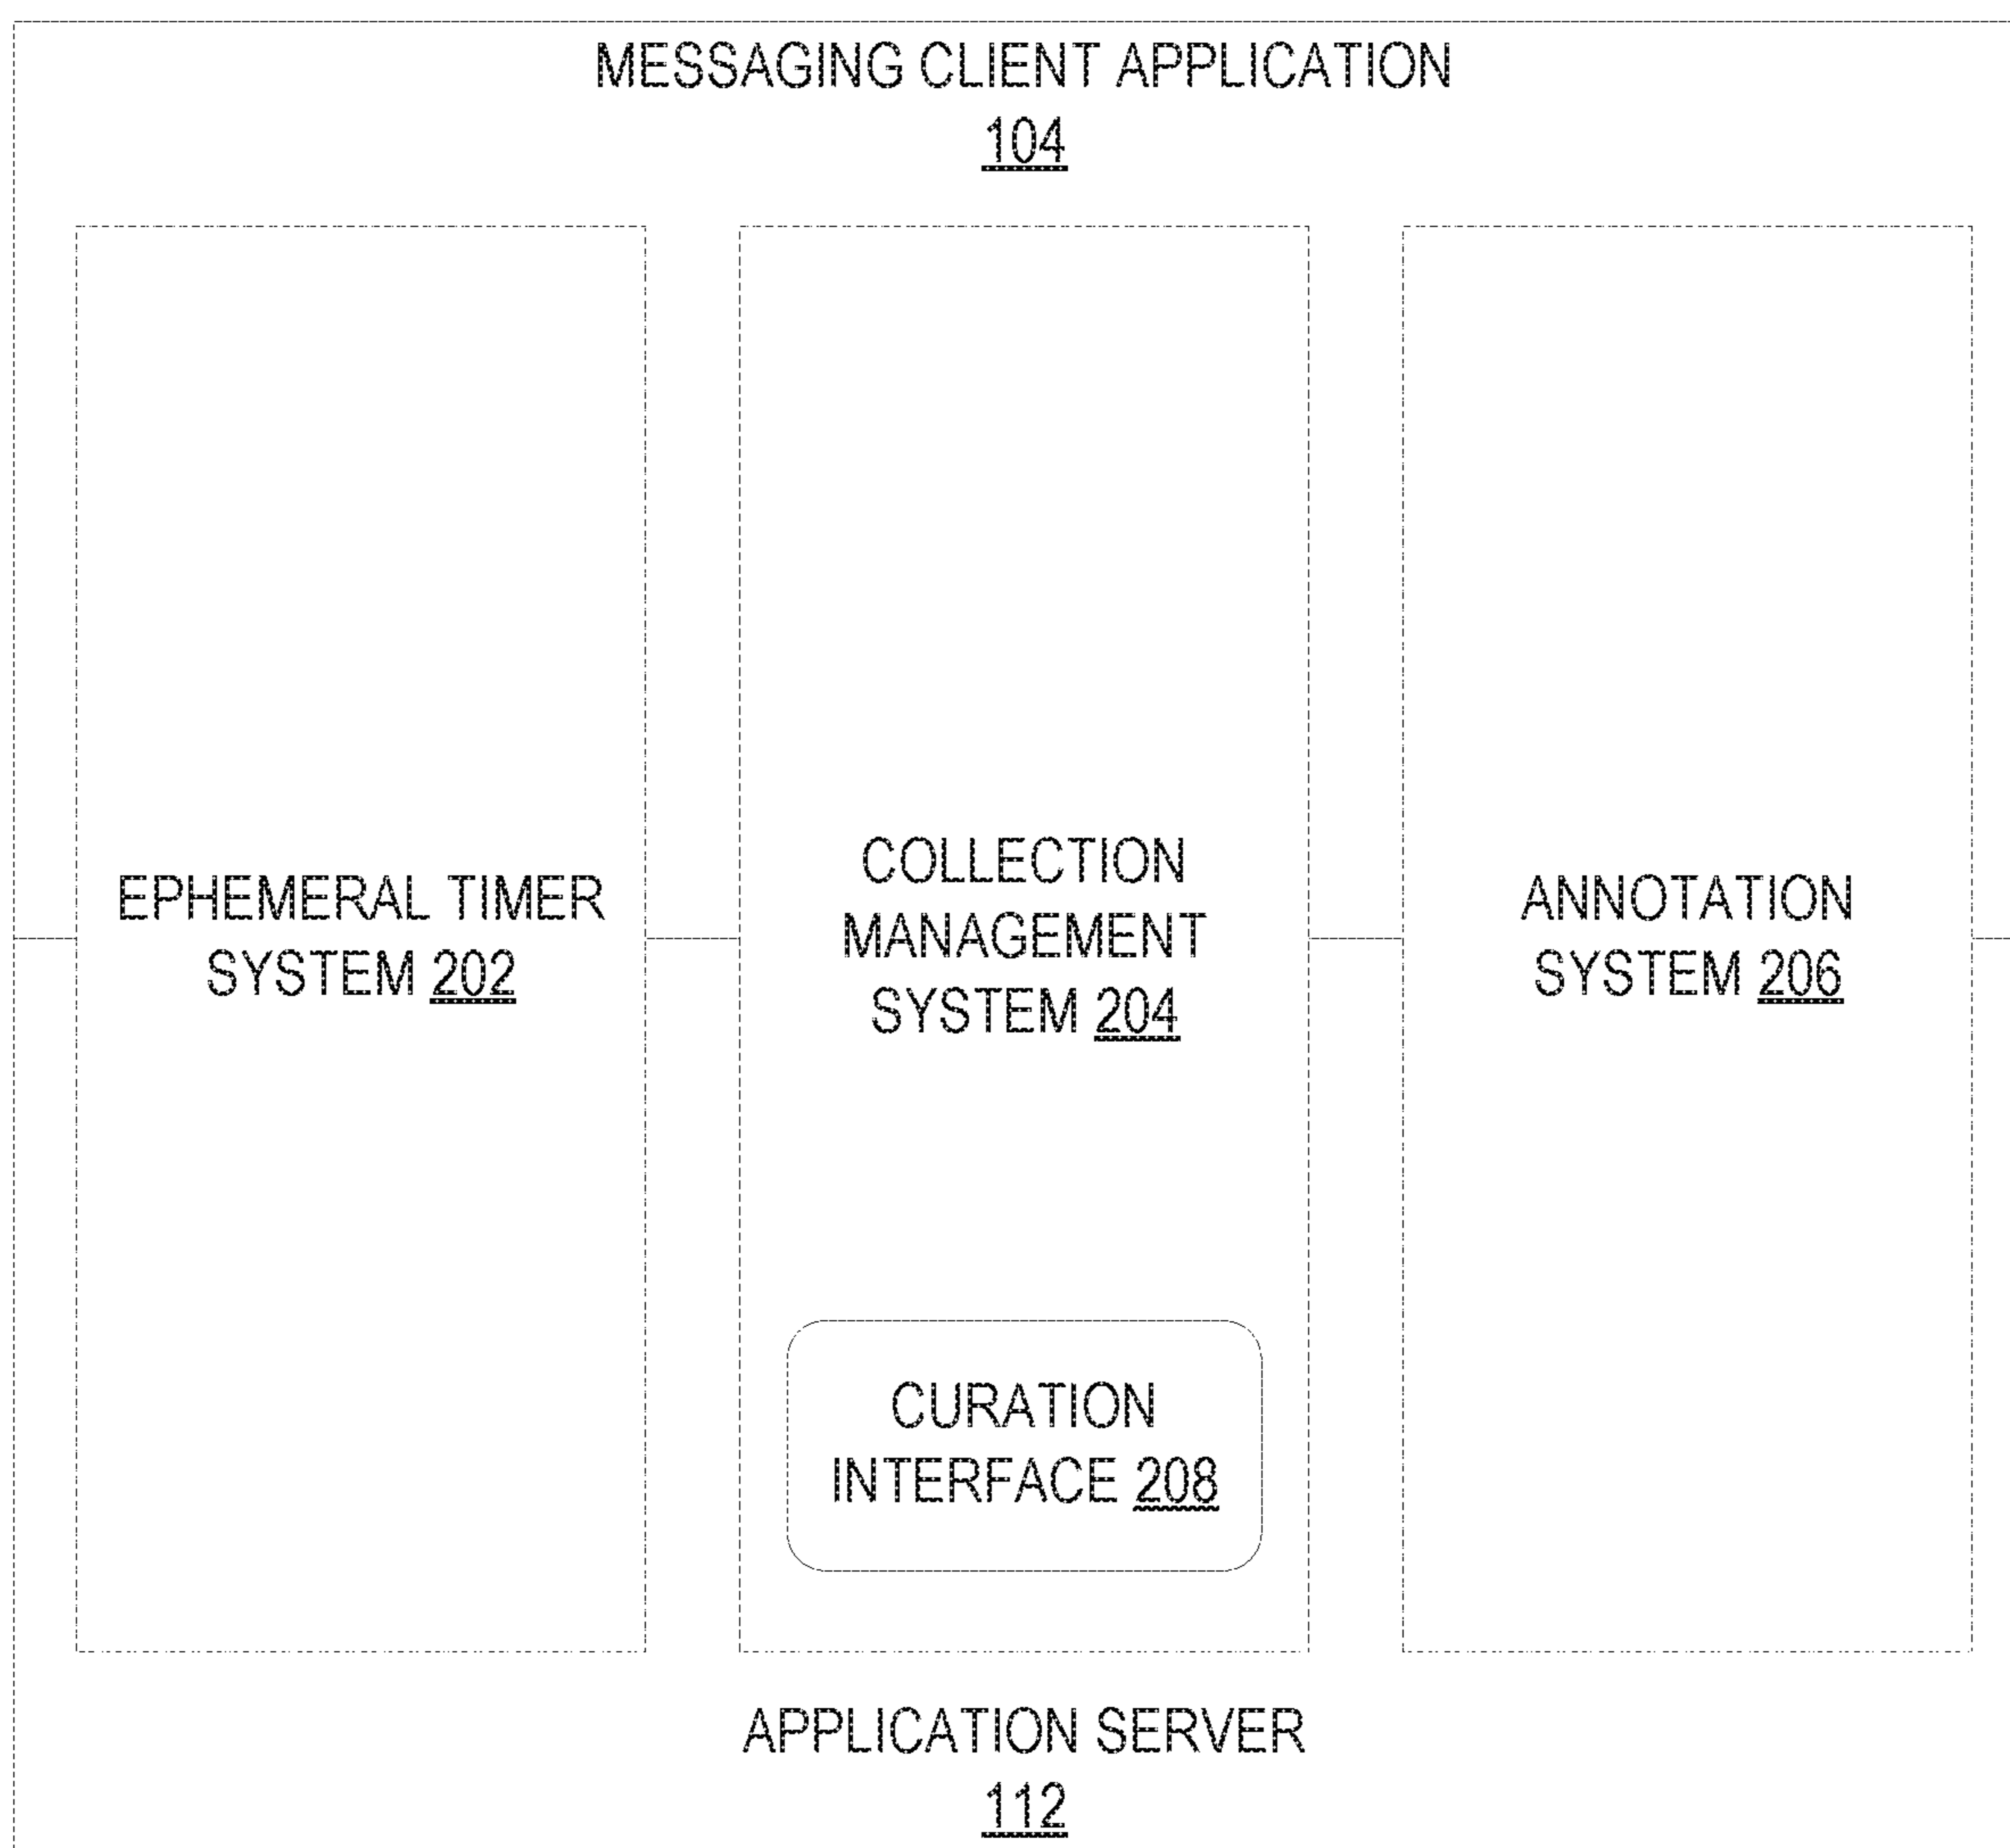 MESSAGING CLIENT APPLICATION
104
EPHEMERAL TIMER
SYSTEM 202
COLLECTION
MANAGEMENT
SYSTEM 204
ANNOTATION
SYSTEM 206
CURATION
INTERFACE 208
APPLICATION SERVER
112